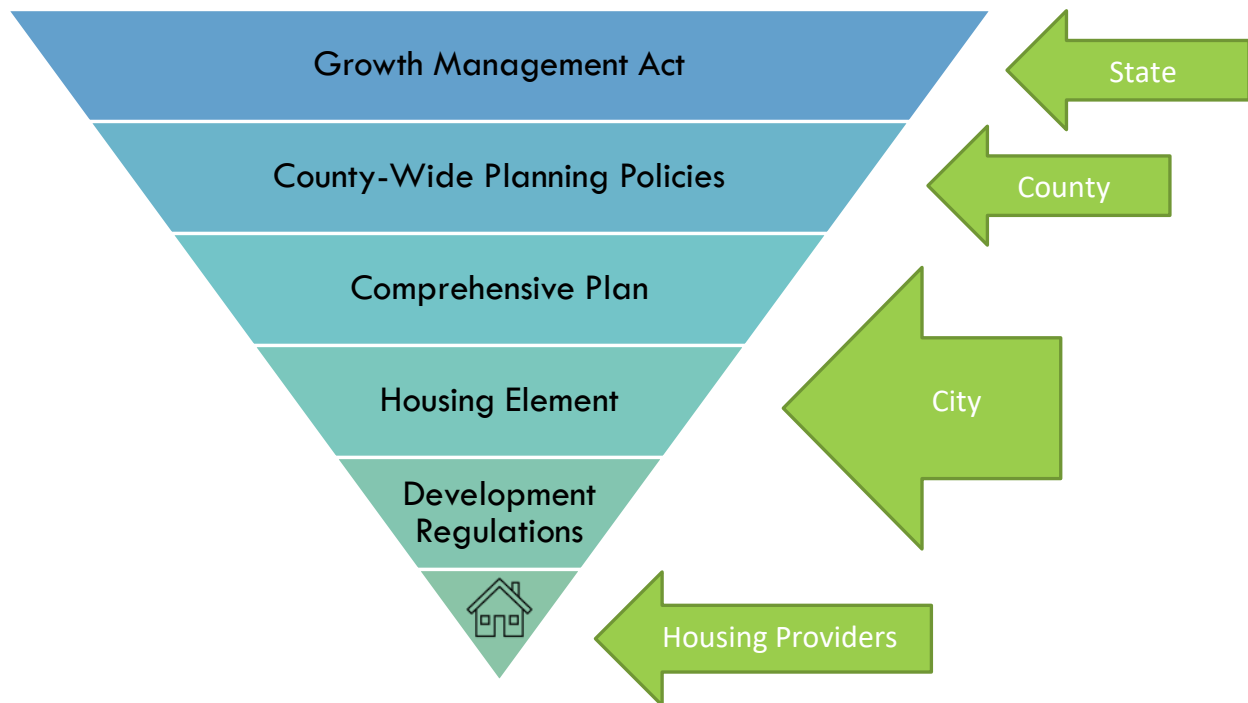 Growth Management Act
State
County-Wide Planning Policies
County
Comprehensive Plan
Housing Element
City
Development
Regulations
Housing Providers